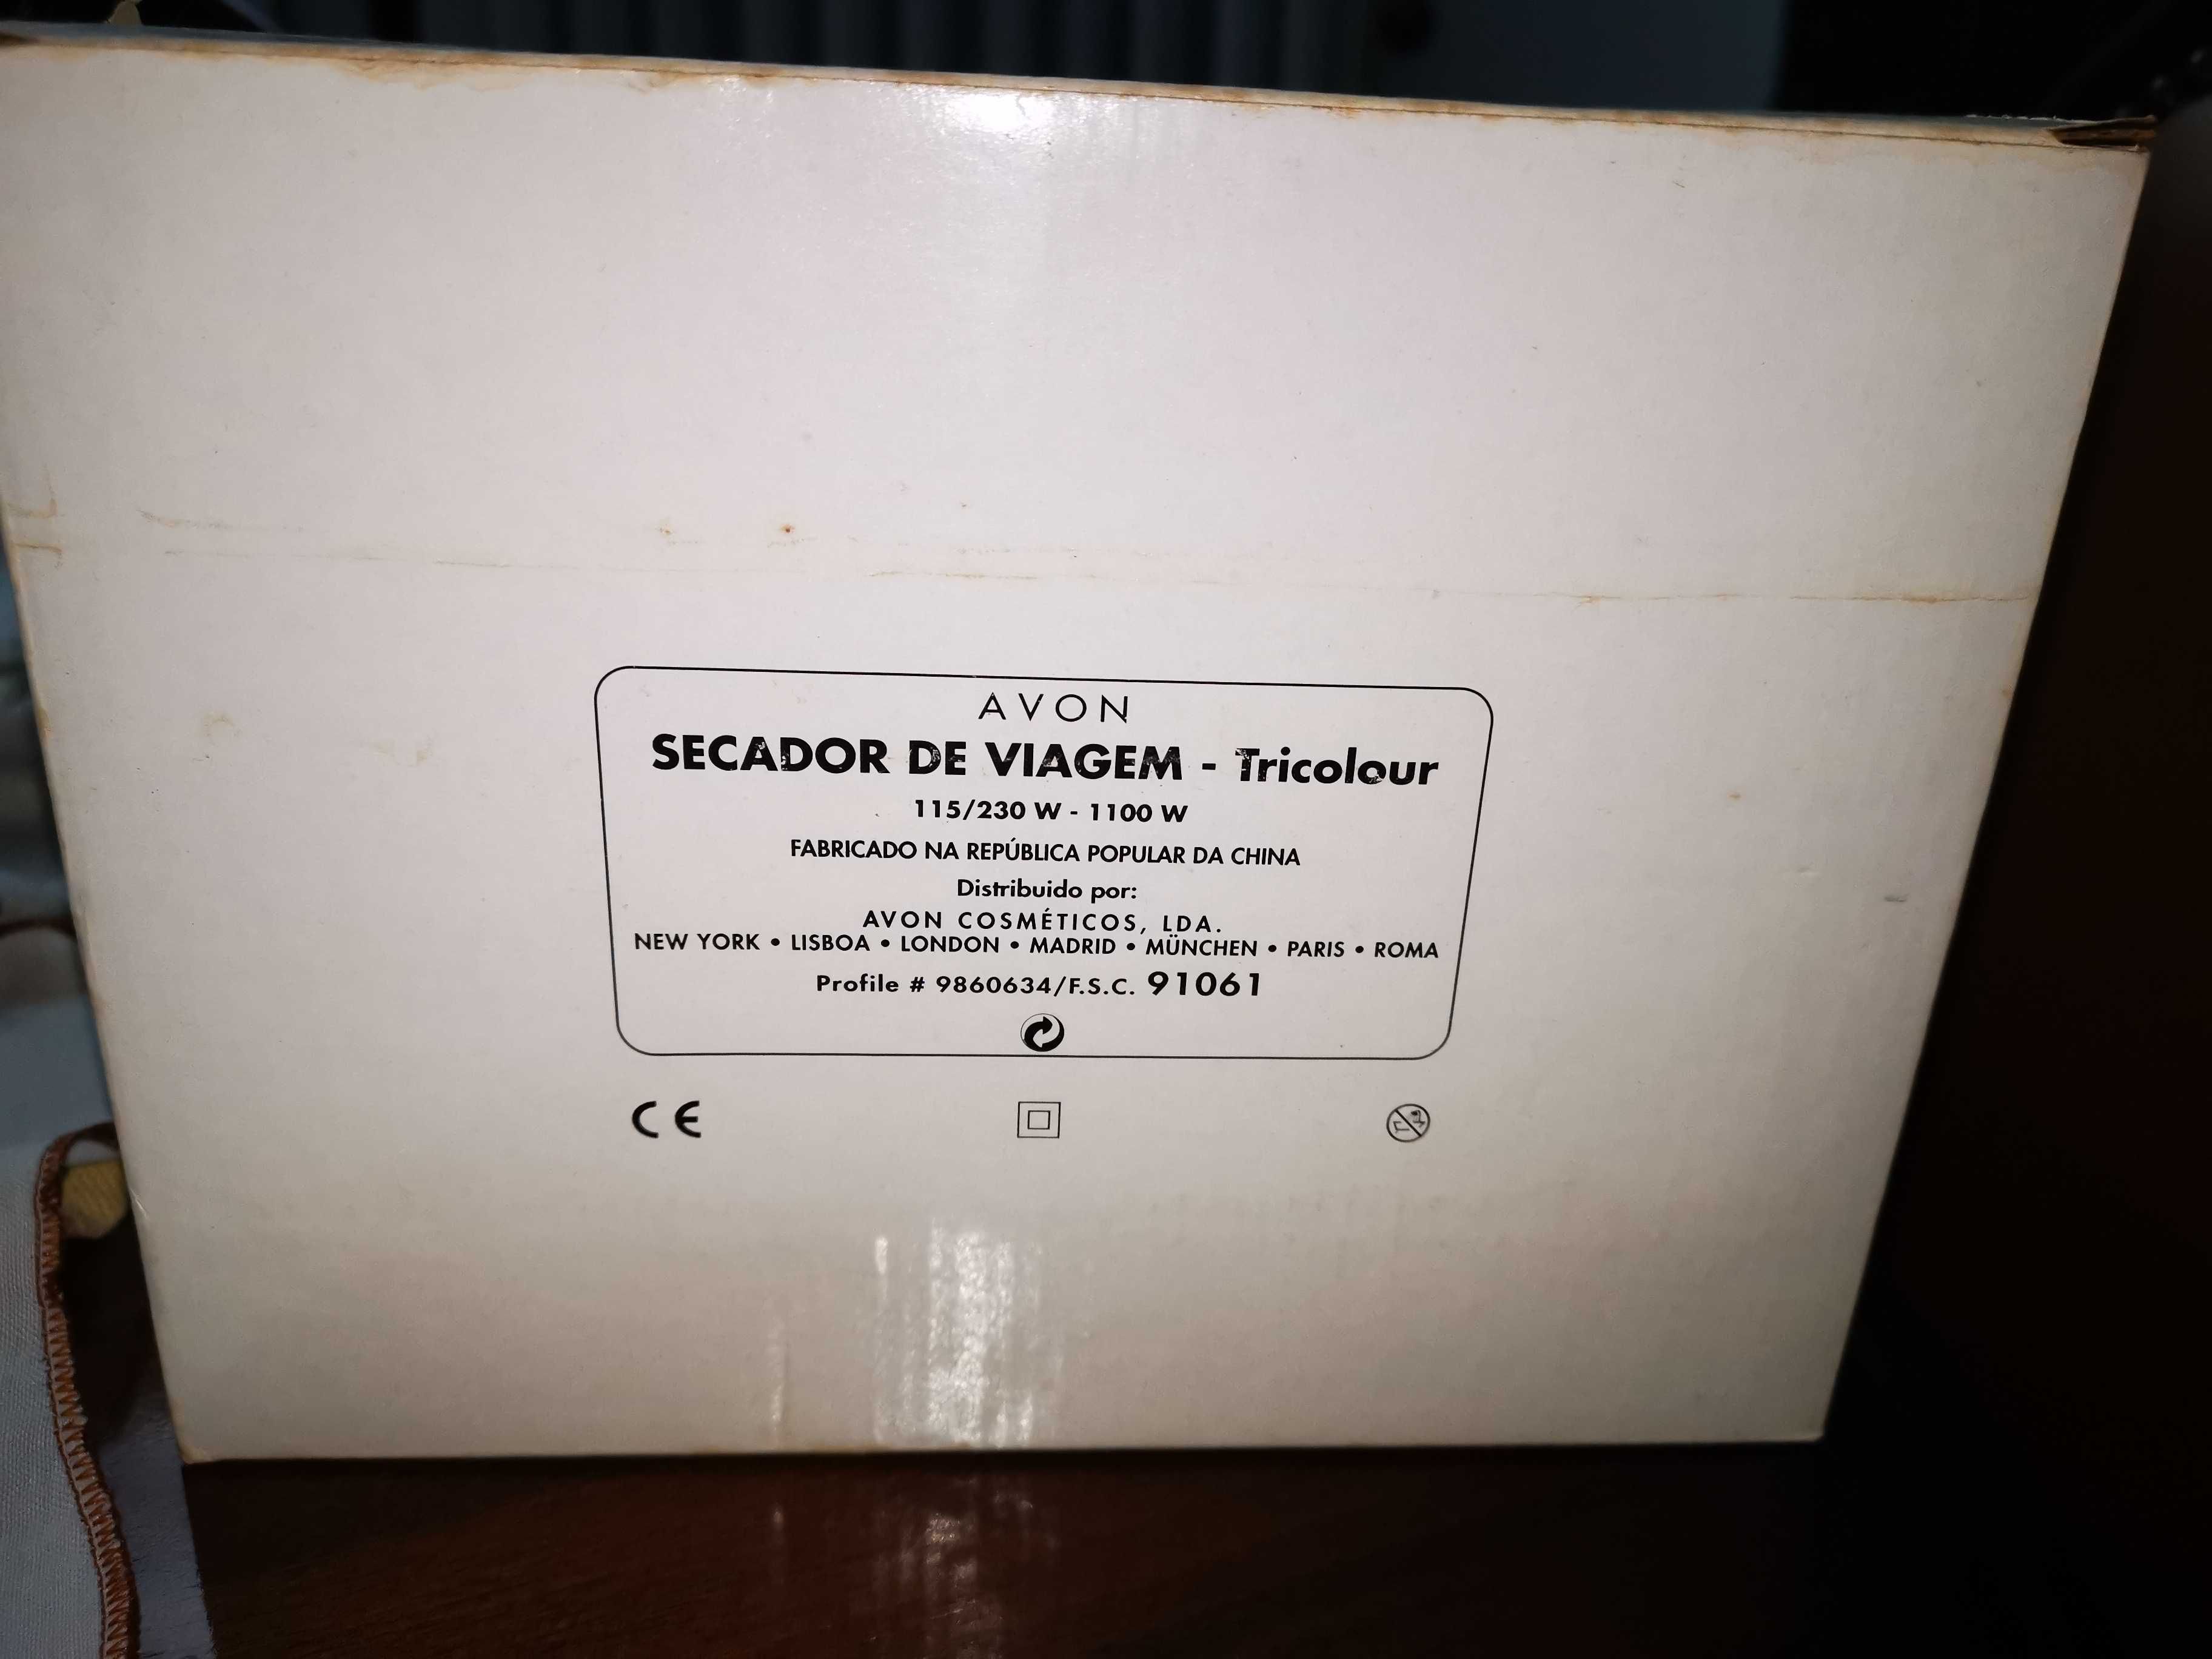 AVON
SECADOR DE VIAGEM - Tricolour
115/230 W - 1100 W
FABRICADO NA REPÚBLICA POPULAR DA CHINA
Distribuido por:
AVON COSMÉTICOS, LDA.
NEW YORK • LISBOA • LONDON • MADRID • MÜNCHEN • PARIS • ROMA
Profile # 9860634/F.S.C. 91061
CE